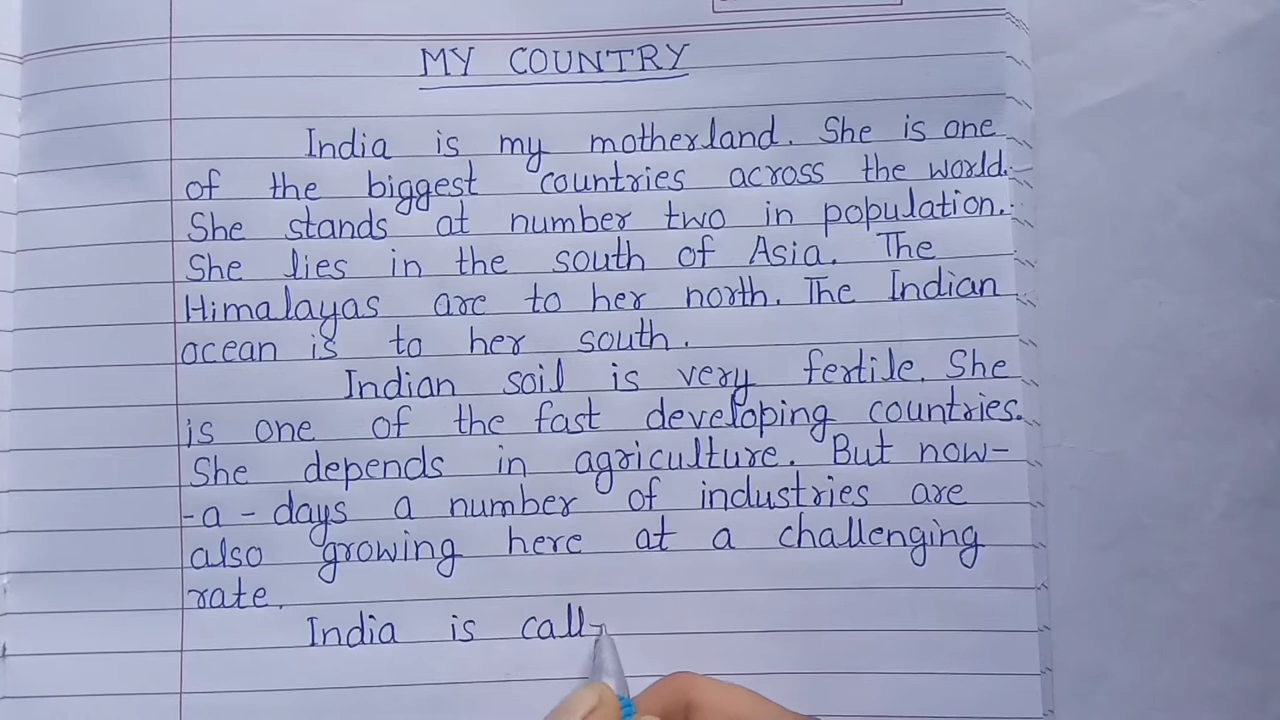 MY COUNTRY
India is my motherland. She is one
of the biggest countries across the world.
She stands at number two in population.
She lies in the south of Asia. The
Himalayas are to her north. The Indian
ocean is to her south.
Indian soil is very fertile. She
is one of the fast developing countries.
She depends in agriculture. But now-
-a-days a number of industries are
also growing here at a challenging
rate.
India is call